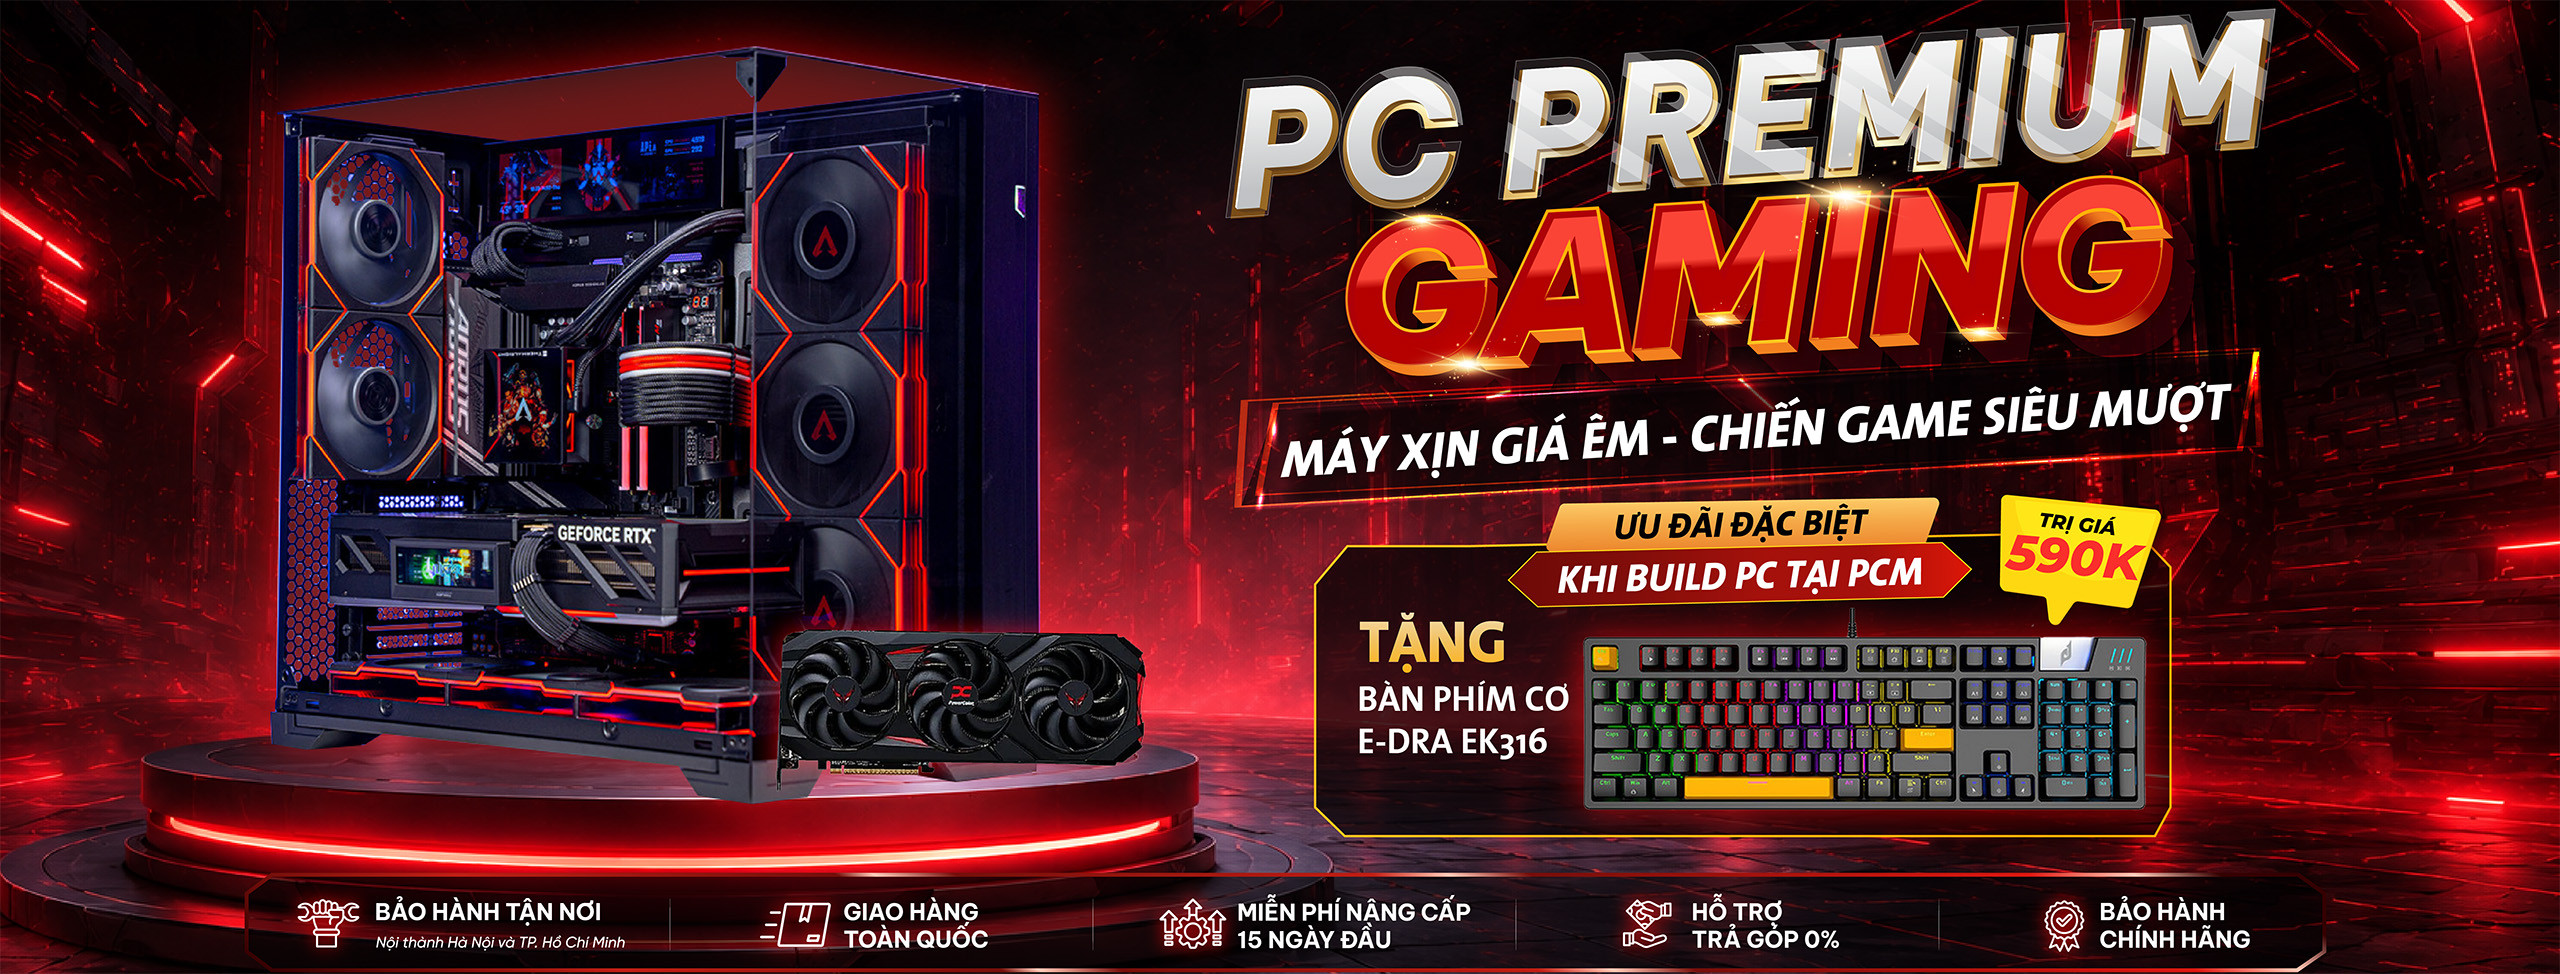 PC PREMIUM
GAMING
MÁY XỊN GIÁ ÊM - CHIẾN GAME SIÊU MƯỢT
ƯU ĐÃI ĐẶC BIỆT
KHI BUILD PC TẠI PCM
TRỊ GIÁ
590K
TẶNG
BÀN PHÍM CƠ
E-DRA EK316
GEFORCE RTX
AORUS
THERMALRIGHT
PowerColor
BẢO HÀNH TẬN NƠI
Nội thành Hà Nội và TP. Hồ Chí Minh
GIAO HÀNG
TOÀN QUỐC
MIỄN PHÍ NÂNG CẤP
15 NGÀY ĐẦU
HỖ TRỢ
TRẢ GÓP 0%
BẢO HÀNH
CHÍNH HÃNG